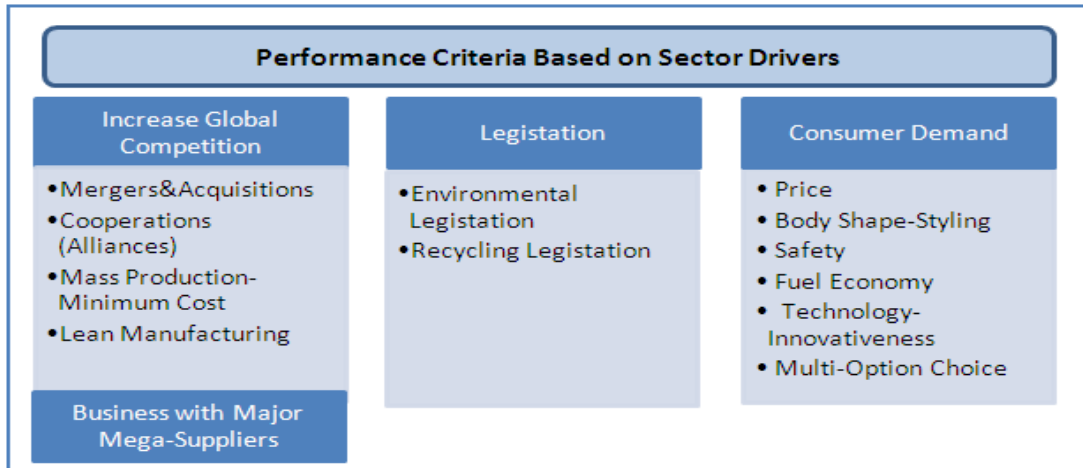 Performance Criteria Based on Sector Drivers
Increase Global
Competition
•Mergers&Acquisitions
•Cooperations
(Alliances)
•Mass Production-
Minimum Cost
•Lean Manufacturing
Business with Major
Mega-Suppliers
Legistation
•Environmental
Legistation
•Recycling Legistation
Consumer Demand
• Price
• Body Shape-Styling
• Safety
• Fuel Economy
• Technology-
Innovativeness
• Multi-Option Choice